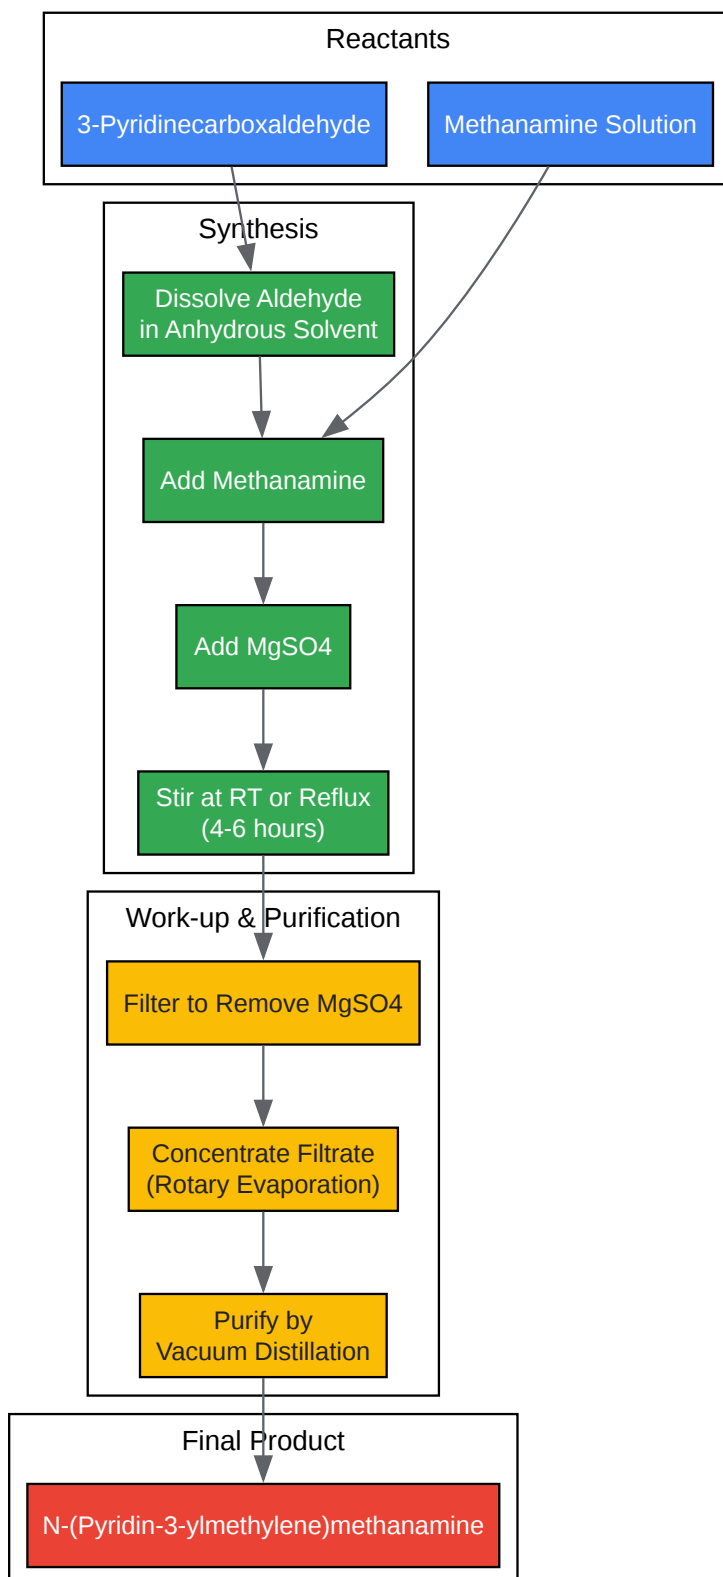 Reactants
3-Pyridinecarboxaldehyde
Methanamine Solution
Synthesis
Dissolve Aldehyde
in Anhydrous Solvent
Add Methanamine
Add MgSO4
Stir at RT or Reflux
(4-6 hours)
Work-up & Purification
Filter to Remove MgSO4
Concentrate Filtrate
(Rotary Evaporation)
Purify by
Vacuum Distillation
Final Product
N-(Pyridin-3-ylmethylene)methanamine